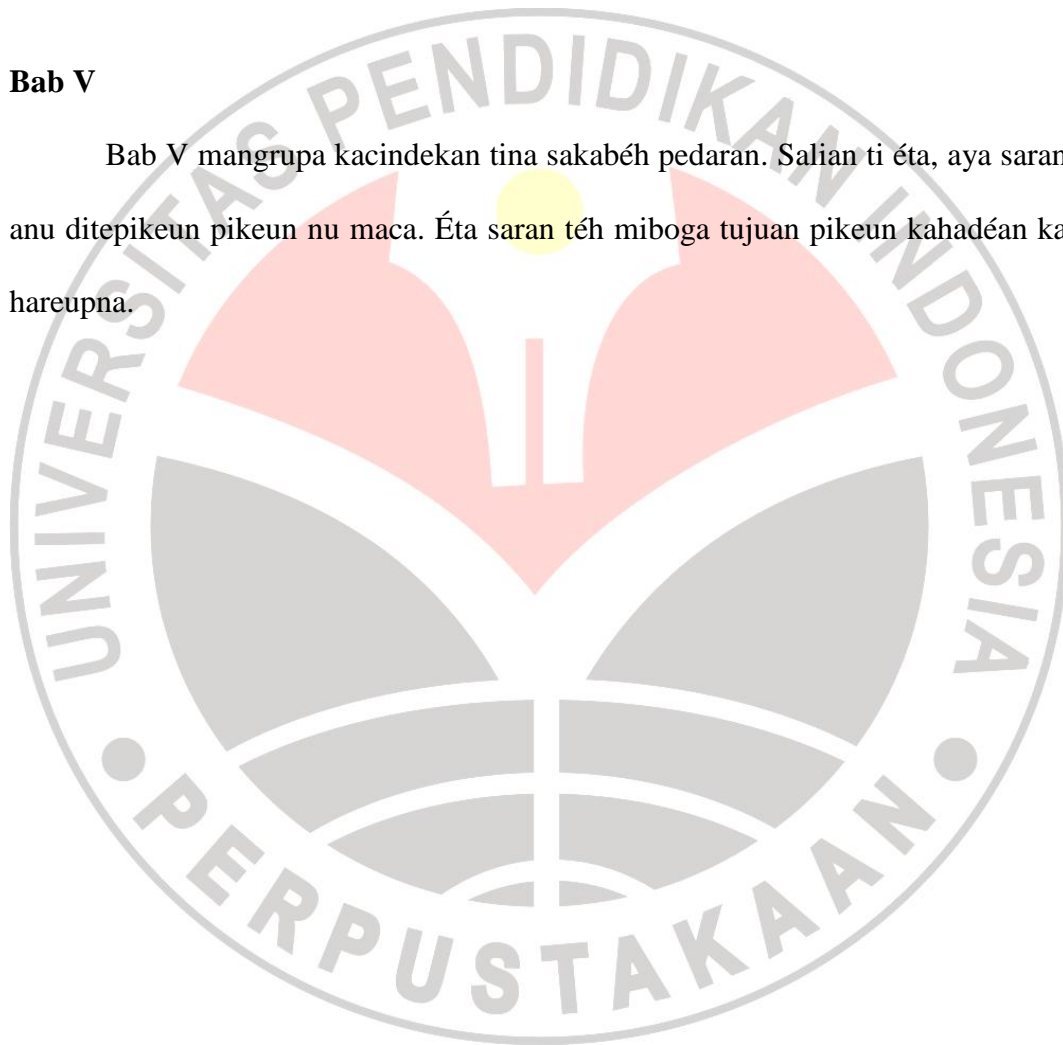 Bab V
Bab V mangrupa kacindekan tina sakabéh pedaran. Salian ti éta, aya saran
anu ditepikeun pikeun nu maca. Éta saran téh miboga tujuan pikeun kahadéan ka
hareupna.
UNIVERSITAS PENDIDIKAN INDONESIA
PERPUSTAKAAN